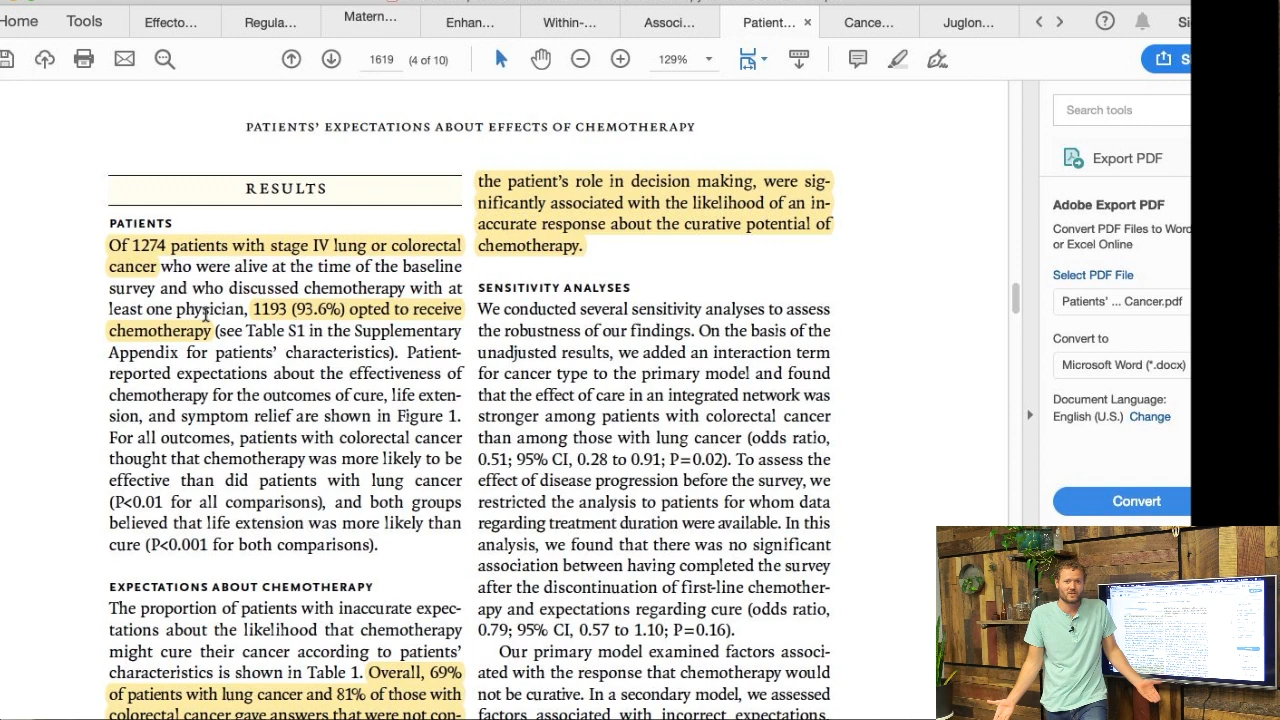 Home
Tools
Effecto...
Regula...
Matern...
Enhan...
Within-...
Associ...
Patient... ×
Cance...
Juglon...
1619
(4 of 10)
129%
PATIENTS' EXPECTATIONS ABOUT EFFECTS OF CHEMOTHERAPY
RESULTS
PATIENTS
Of 1274 patients with stage IV lung or colorectal
cancer who were alive at the time of the baseline
survey and who discussed chemotherapy with at
least one physician, 1193 (93.6%) opted to receive
chemotherapy (see Table S1 in the Supplementary
Appendix for patients' characteristics). Patient-
reported expectations about the effectiveness of
chemotherapy for the outcomes of cure, life exten-
sion, and symptom relief are shown in Figure 1.
For all outcomes, patients with colorectal cancer
thought that chemotherapy was more likely to be
effective than did patients with lung cancer
(P<0.01 for all comparisons), and both groups
believed that life extension was more likely than
cure (P<0.001 for both comparisons).
EXPECTATIONS ABOUT CHEMOTHERAPY
The proportion of patients with inaccurate expec-
tations about the likelihood that chemotherapy
might cure their cancer according to patients'
characteristics is shown in Table 1. Overall, 69%
of patients with lung cancer and 81% of those with
colorectal cancer gave answers that were not con-
the patient's role in decision making, were sig-
nificantly associated with the likelihood of an in-
accurate response about the curative potential of
chemotherapy.
SENSITIVITY ANALYSES
We conducted several sensitivity analyses to assess
the robustness of our findings. On the basis of the
unadjusted results, we added an interaction term
for cancer type to the primary model and found
that the effect of care in an integrated network was
stronger among patients with colorectal cancer
than among those with lung cancer (odds ratio,
0.51; 95% CI, 0.28 to 0.91; P=0.02). To assess the
effect of disease progression before the survey, we
restricted the analysis to patients for whom data
regarding treatment duration were available. In this
analysis, we found that there was no significant
association between having completed the survey
after the discontinuation of first-line chemother-
apy and expectations regarding cure (odds ratio,
0.79; 95% CI, 0.57 to 1.10; P=0.16).
Our primary model examined factors associ-
ated with the response that chemotherapy would
not be curative. In a secondary model, we assessed
factors associated with incorrect expectations,
Search tools
Export PDF
Adobe Export PDF
Convert PDF Files to Word
or Excel Online
Select PDF File
Patients' ... Cancer.pdf
Convert to
Microsoft Word (*.docx)
Document Language:
English (U.S.) Change
Convert